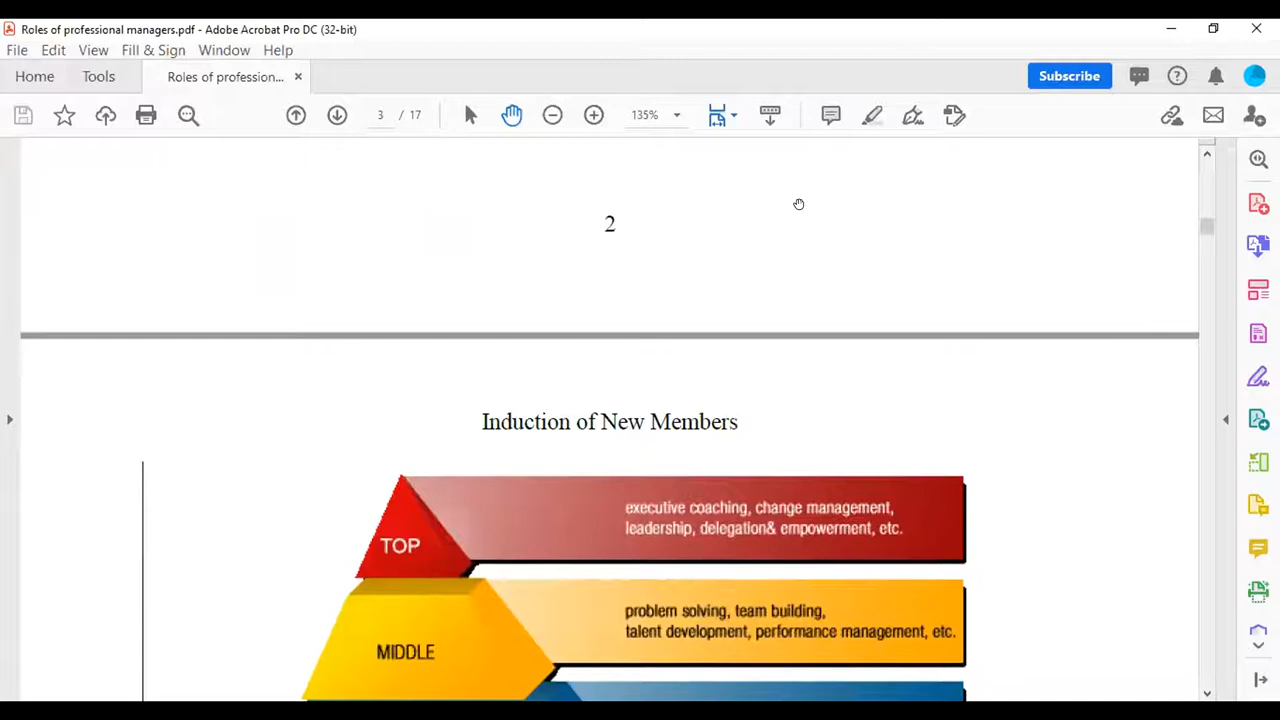 Roles of professional managers.pdf - Adobe Acrobat Pro DC (32-bit)
File Edit View Fill & Sign Window Help
Home Tools Roles of profession... × Subscribe
3 / 17 135%
2
Induction of New Members
executive coaching, change management,
leadership, delegation& empowerment, etc.
TOP
problem solving, team building,
talent development, performance management, etc.
MIDDLE